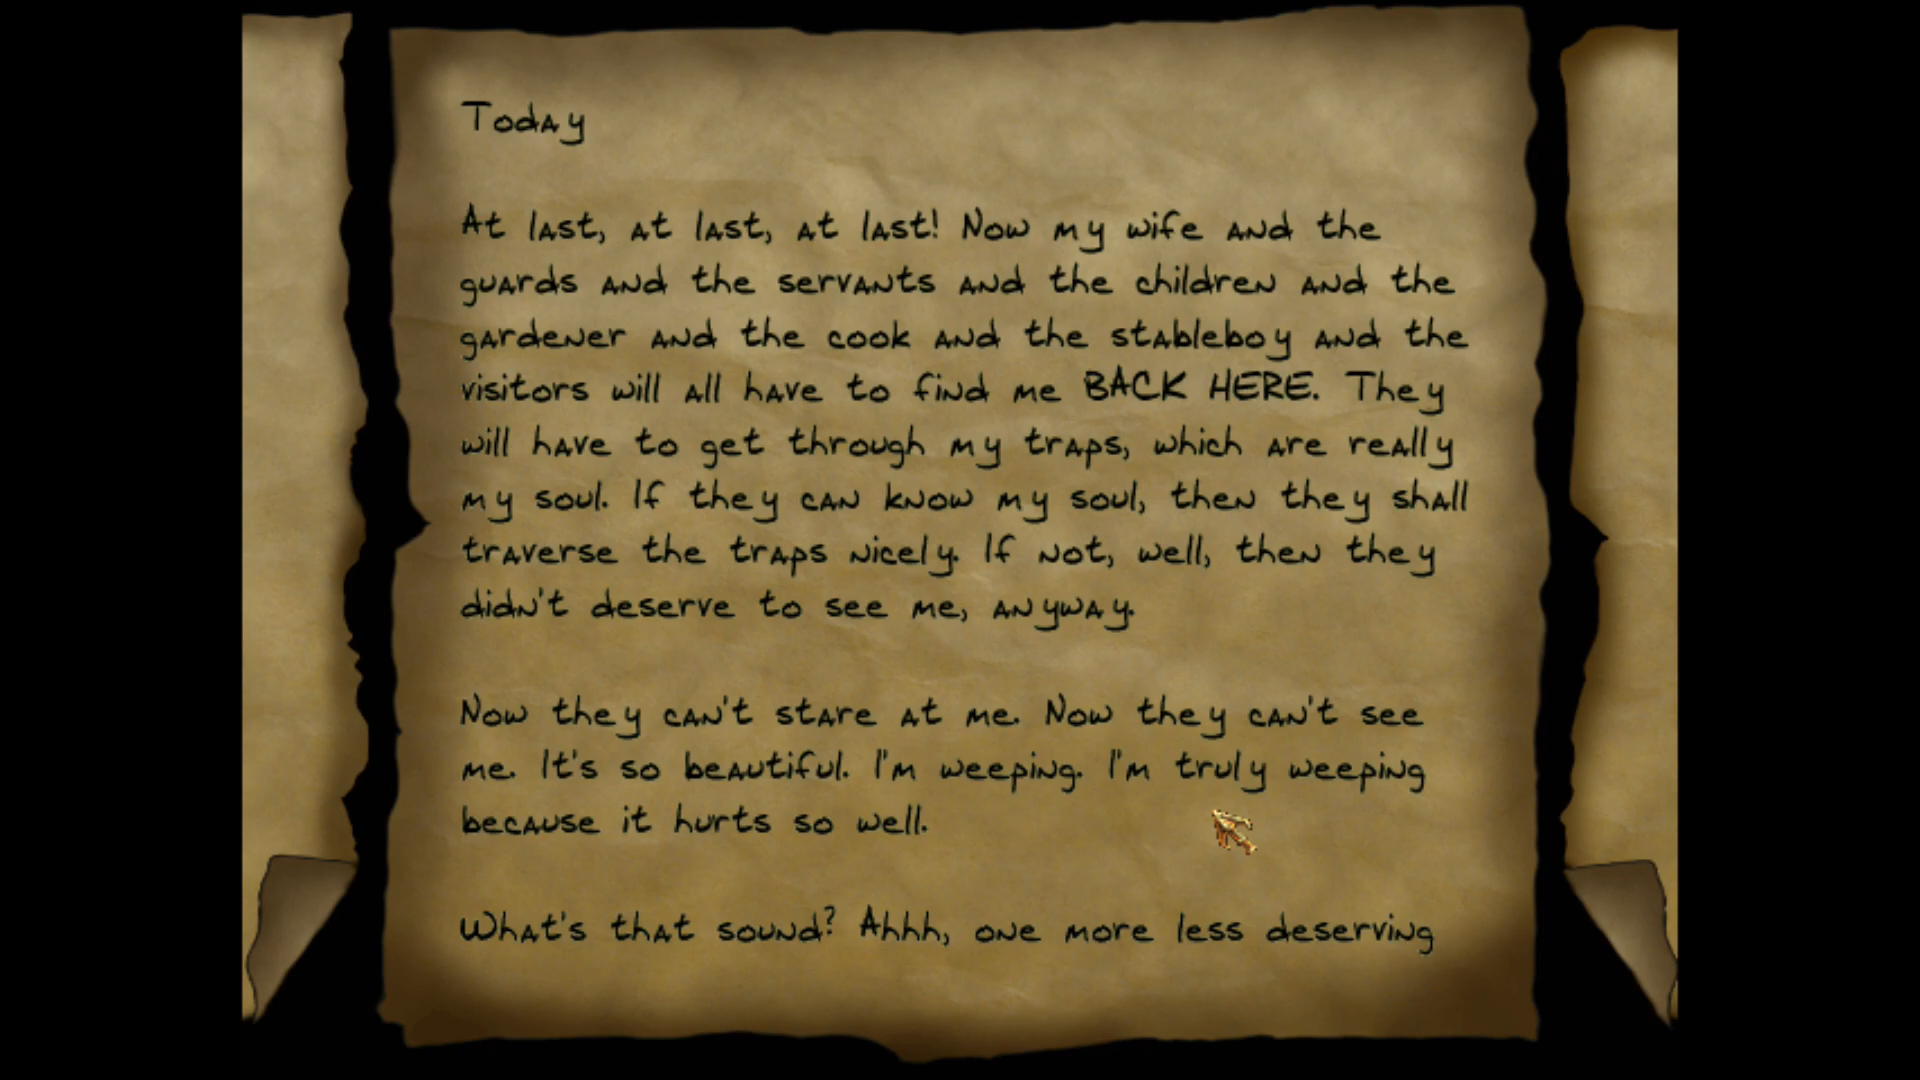 Today
At last, at last, at last! Now my wife and the
guards and the servants and the children and the
gardener and the cook and the stableboy and the
visitors will all have to find me BACK HERE. They
will have to get through my traps, which are really
my soul. If they can know my soul, then they shall
traverse the traps nicely. If not, well, then they
didn't deserve to see me, anyway.
Now they can't stare at me. Now they can't see
me. It's so beautiful. I'm weeping. I'm truly weeping
because it hurts so well.
What's that sound? Ahhh, one more less deserving